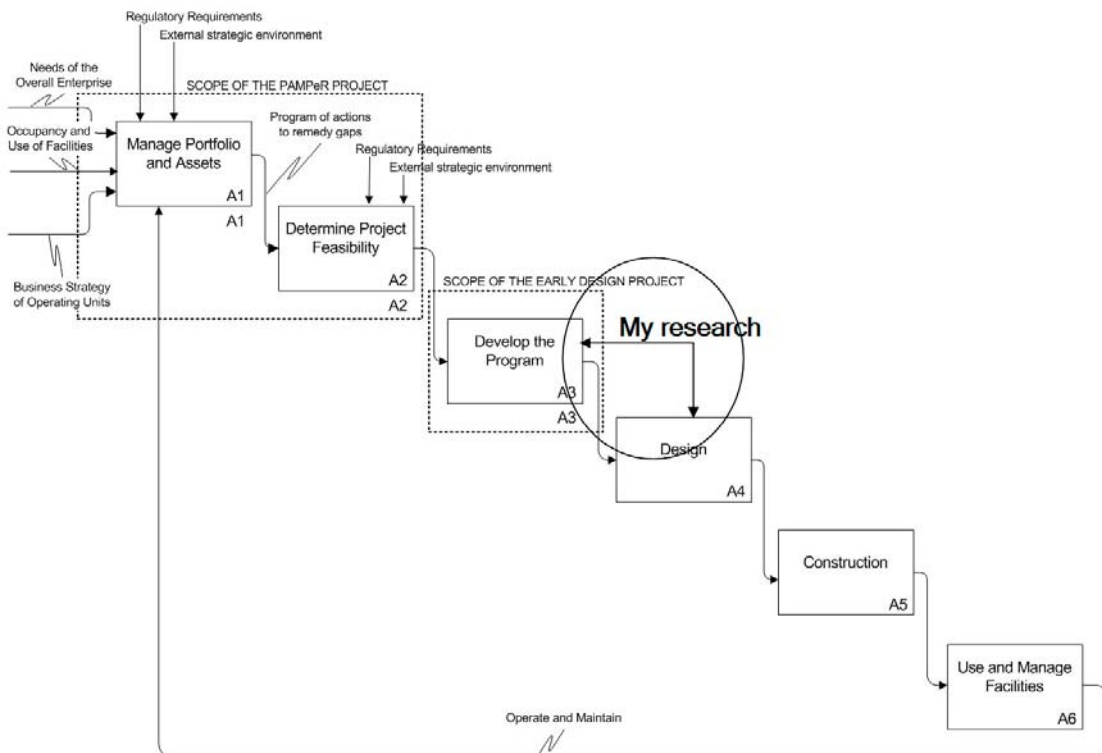 Regulatory Requirements
External strategic environment
Needs of the
Overall Enterprise
SCOPE OF THE PAMPeR PROJECT
Occupancy and
Use of Facilities
Manage Portfolio
and Assets
A1
A1
Program of actions
to remedy gaps
Regulatory Requirements
External strategic environment
Determine Project
Feasibility
A2
A2
Business Strategy
of Operating Units
SCOPE OF THE EARLY DESIGN PROJECT
My research
Develop the
Program
A3
A3
Design
A4
Construction
A5
Use and Manage
Facilities
A6
Operate and Maintain